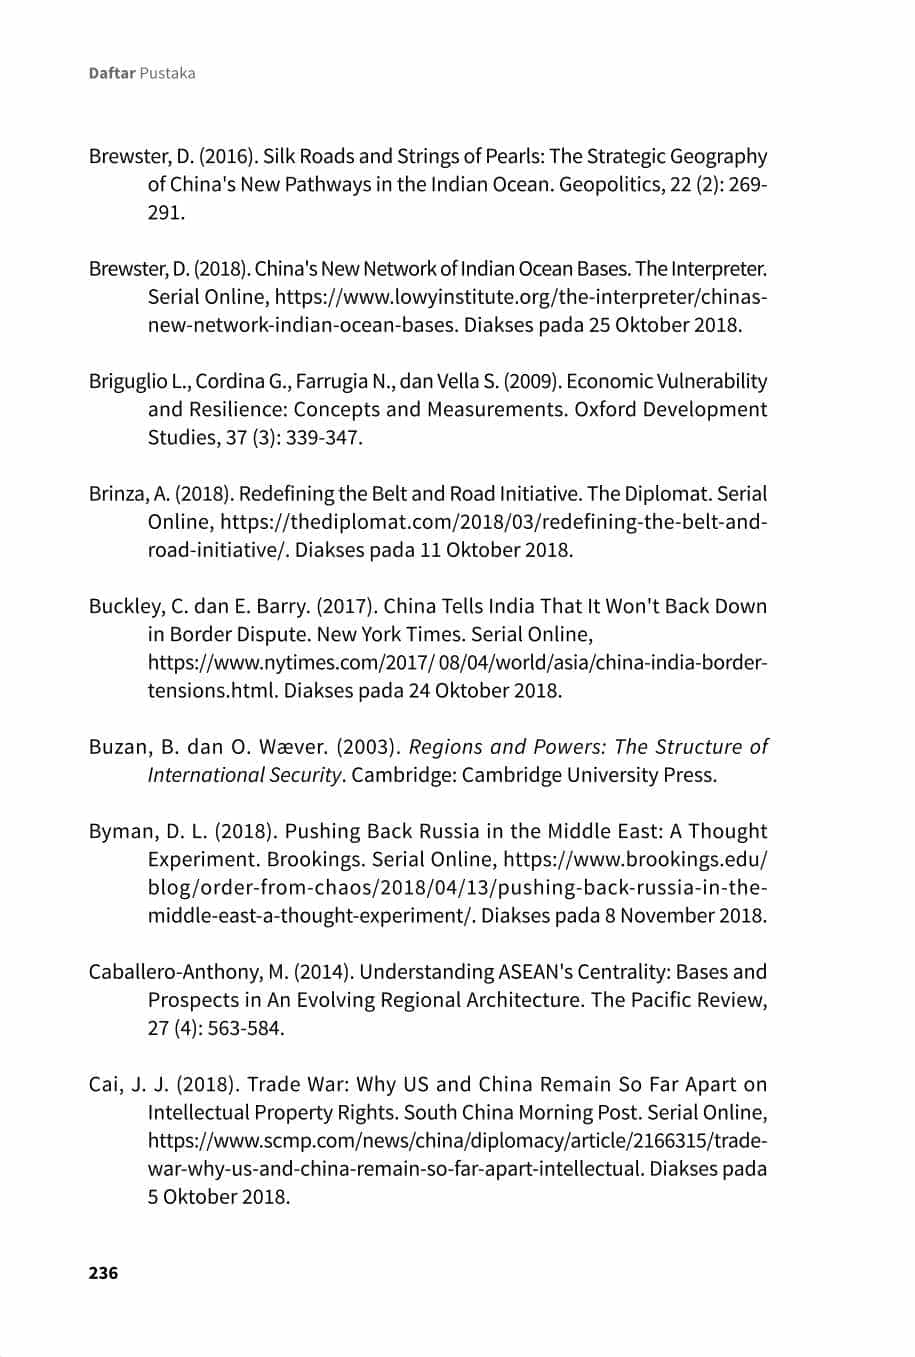 Daftar Pustaka
Brewster, D. (2016). Silk Roads and Strings of Pearls: The Strategic Geography
of China's New Pathways in the Indian Ocean. Geopolitics, 22 (2): 269-
291.
Brewster, D. (2018). China's New Network of Indian Ocean Bases. The Interpreter.
Serial Online, https://www.lowyinstitute.org/the-interpreter/chinas-
new-network-indian-ocean-bases. Diakses pada 25 Oktober 2018.
Briguglio L., Cordina G., Farrugia N., dan Vella S. (2009). Economic Vulnerability
and Resilience: Concepts and Measurements. Oxford Development
Studies, 37 (3): 339-347.
Brinza, A. (2018). Redefining the Belt and Road Initiative. The Diplomat. Serial
Online, https://thediplomat.com/2018/03/redefining-the-belt-and-
road-initiative/. Diakses pada 11 Oktober 2018.
Buckley, C. dan E. Barry. (2017). China Tells India That It Won't Back Down
in Border Dispute. New York Times. Serial Online,
https://www.nytimes.com/2017/ 08/04/world/asia/china-india-border-
tensions.html. Diakses pada 24 Oktober 2018.
Buzan, B. dan O. Wæver. (2003). Regions and Powers: The Structure of
International Security. Cambridge: Cambridge University Press.
Byman, D. L. (2018). Pushing Back Russia in the Middle East: A Thought
Experiment. Brookings. Serial Online, https://www.brookings.edu/
blog/order-from-chaos/2018/04/13/pushing-back-russia-in-the-
middle-east-a-thought-experiment/. Diakses pada 8 November 2018.
Caballero-Anthony, M. (2014). Understanding ASEAN's Centrality: Bases and
Prospects in An Evolving Regional Architecture. The Pacific Review,
27 (4): 563-584.
Cai, J. J. (2018). Trade War: Why US and China Remain So Far Apart on
Intellectual Property Rights. South China Morning Post. Serial Online,
https://www.scmp.com/news/china/diplomacy/article/2166315/trade-
war-why-us-and-china-remain-so-far-apart-intellectual. Diakses pada
5 Oktober 2018.
236